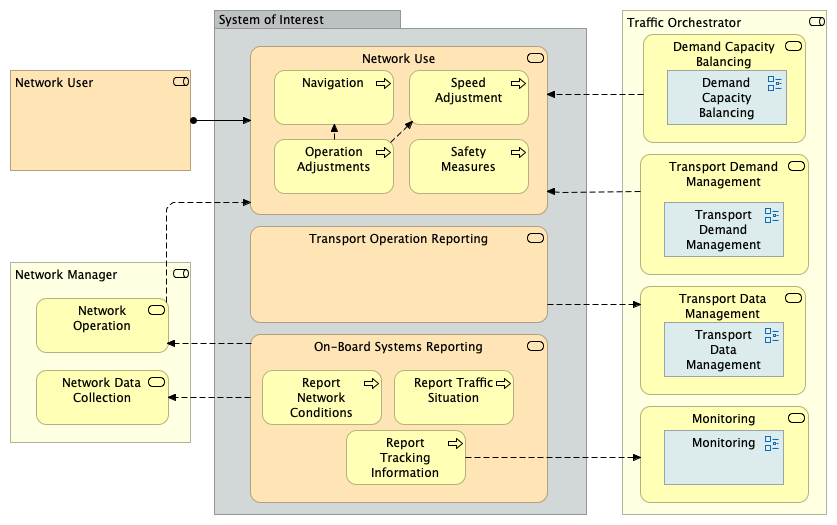 System of Interest
Network User
Network Use
Navigation
Speed
Adjustment
Operation
Adjustments
Safety
Measures
Transport Operation Reporting
Network Manager
Network
Operation
Network Data
Collection
On-Board Systems Reporting
Report
Network
Conditions
Report Traffic
Situation
Report
Tracking
Information
Traffic Orchestrator
Demand Capacity
Balancing
Demand
Capacity
Balancing
Transport Demand
Management
Transport
Demand
Management
Transport Data
Management
Transport
Data
Management
Monitoring
Monitoring